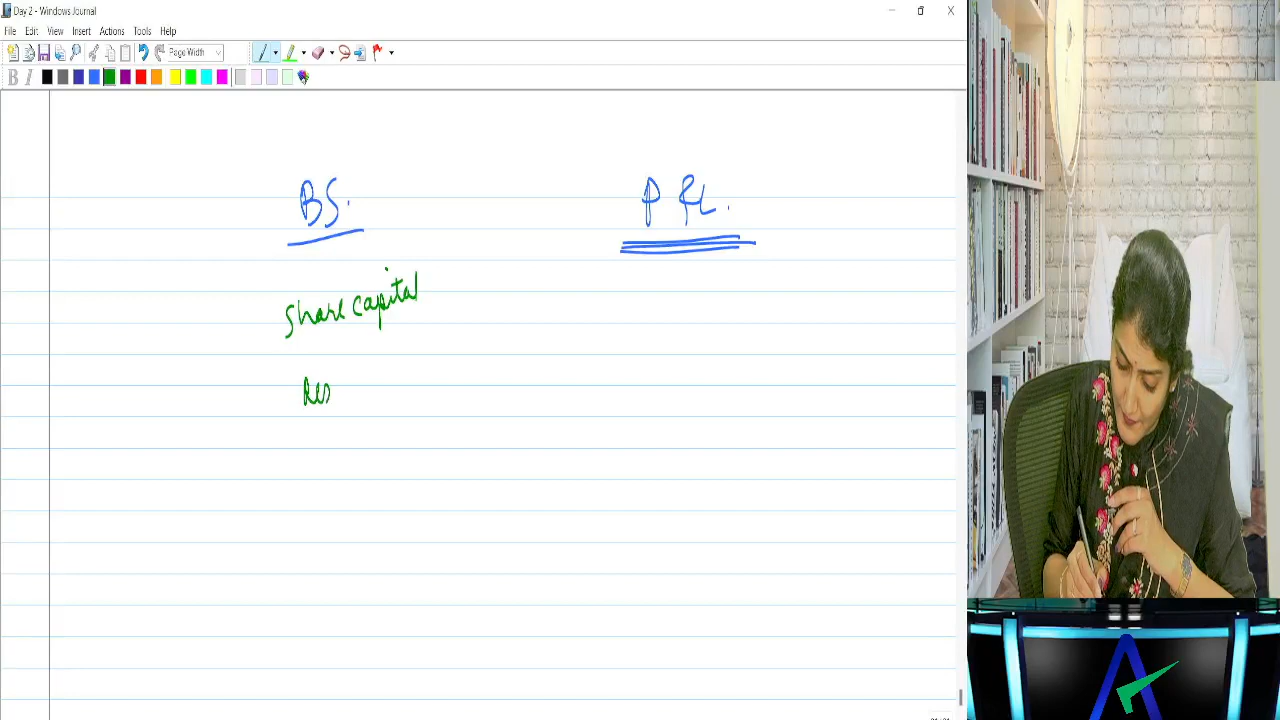 Day 2 - Windows Journal
File Edit View Insert Actions Tools Help
Page Width
B I
BS. P & L.
Share capital
Res